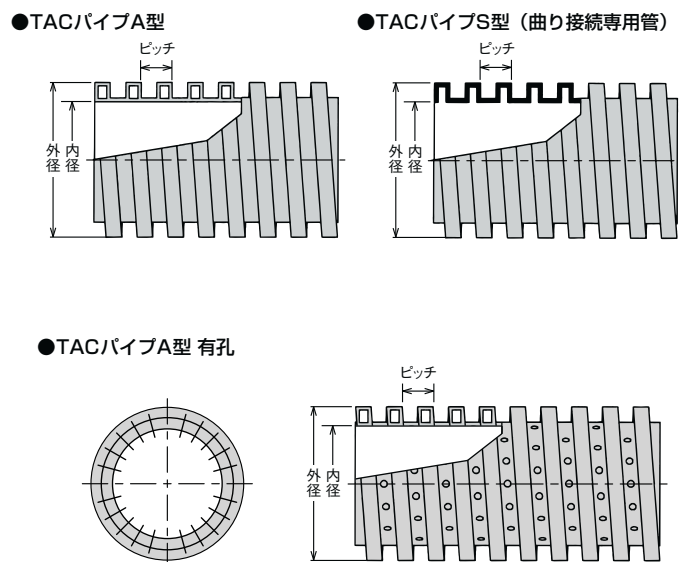 ●TACパイプA型
ピッチ
外径
内径
●TACパイプS型（曲り接続専用管）
ピッチ
外径
内径
●TACパイプA型 有孔
ピッチ
外径
内径